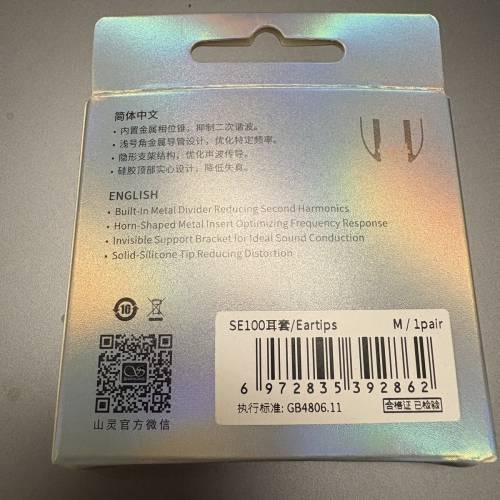 简体中文
• 内置金属相位锥，抑制二次谐波。
• 浅号角金属导管设计，优化特定频率。
• 隐形支架结构，优化声波传导。
• 硅胶顶部实心设计，降低失真。
ENGLISH
• Built-In Metal Divider Reducing Second Harmonics
• Horn-Shaped Metal Insert Optimizing Frequency Response
• Invisible Support Bracket for Ideal Sound Conduction
• Solid-Silicone Tip Reducing Distortion
10
山灵官方微信
SE100耳套/Eartips M / 1pair
6 972835 392862
执行标准: GB4806.11 合格证 已检验